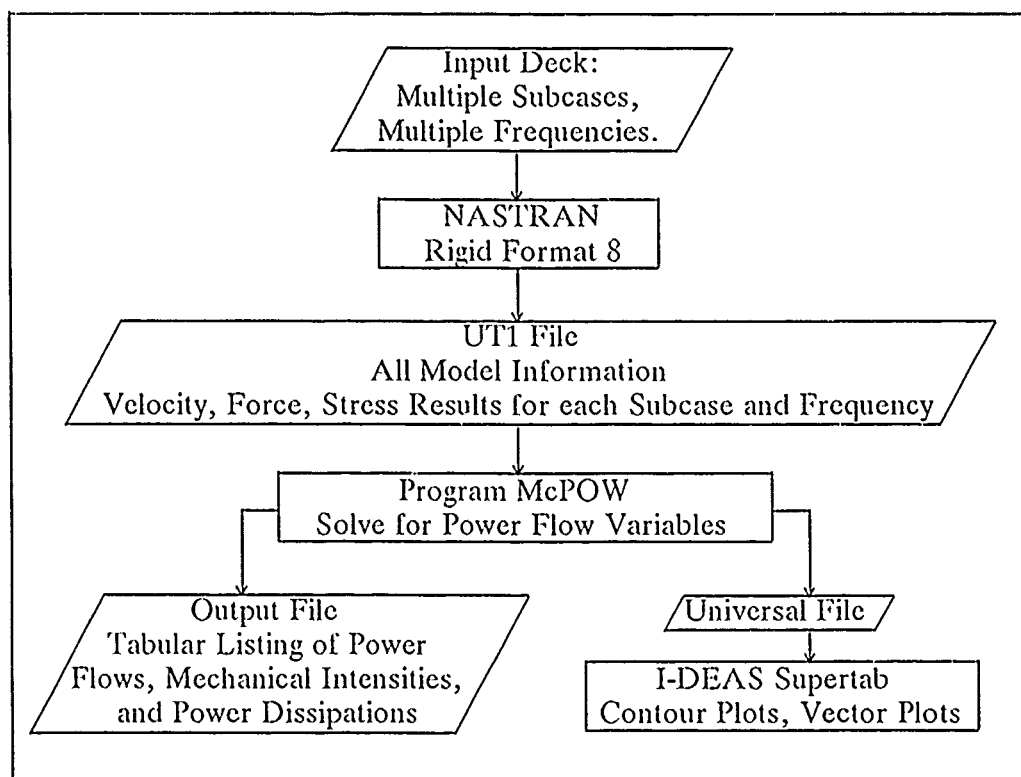 Input Deck:
Multiple Subcases,
Multiple Frequencies.
NASTRAN
Rigid Format 8
UT1 File
All Model Information
Velocity, Force, Stress Results for each Subcase and Frequency
Program McPOW
Solve for Power Flow Variables
Output File
Tabular Listing of Power
Flows, Mechanical Intensities,
and Power Dissipations
Universal File
I-DEAS Supertab
Contour Plots, Vector Plots